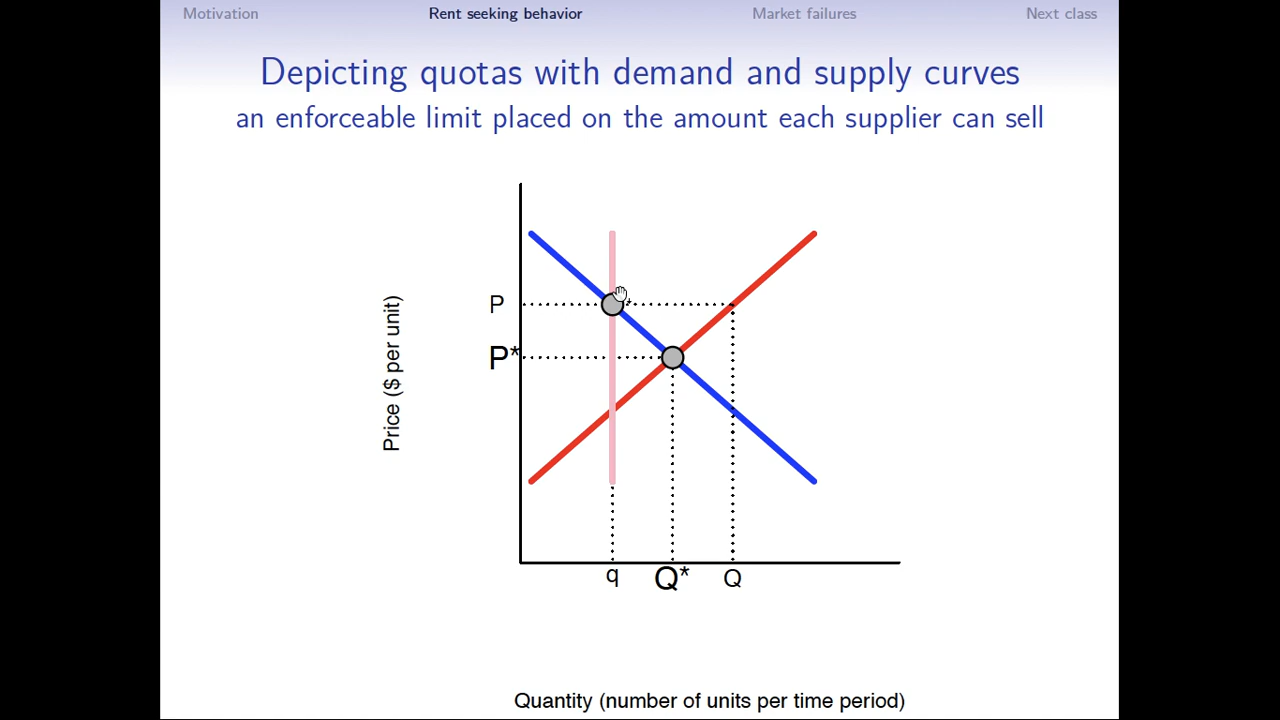 Motivation Rent seeking behavior Market failures Next class
Depicting quotas with demand and supply curves
an enforceable limit placed on the amount each supplier can sell
Price ($ per unit)
P
P*
q Q* Q
Quantity (number of units per time period)